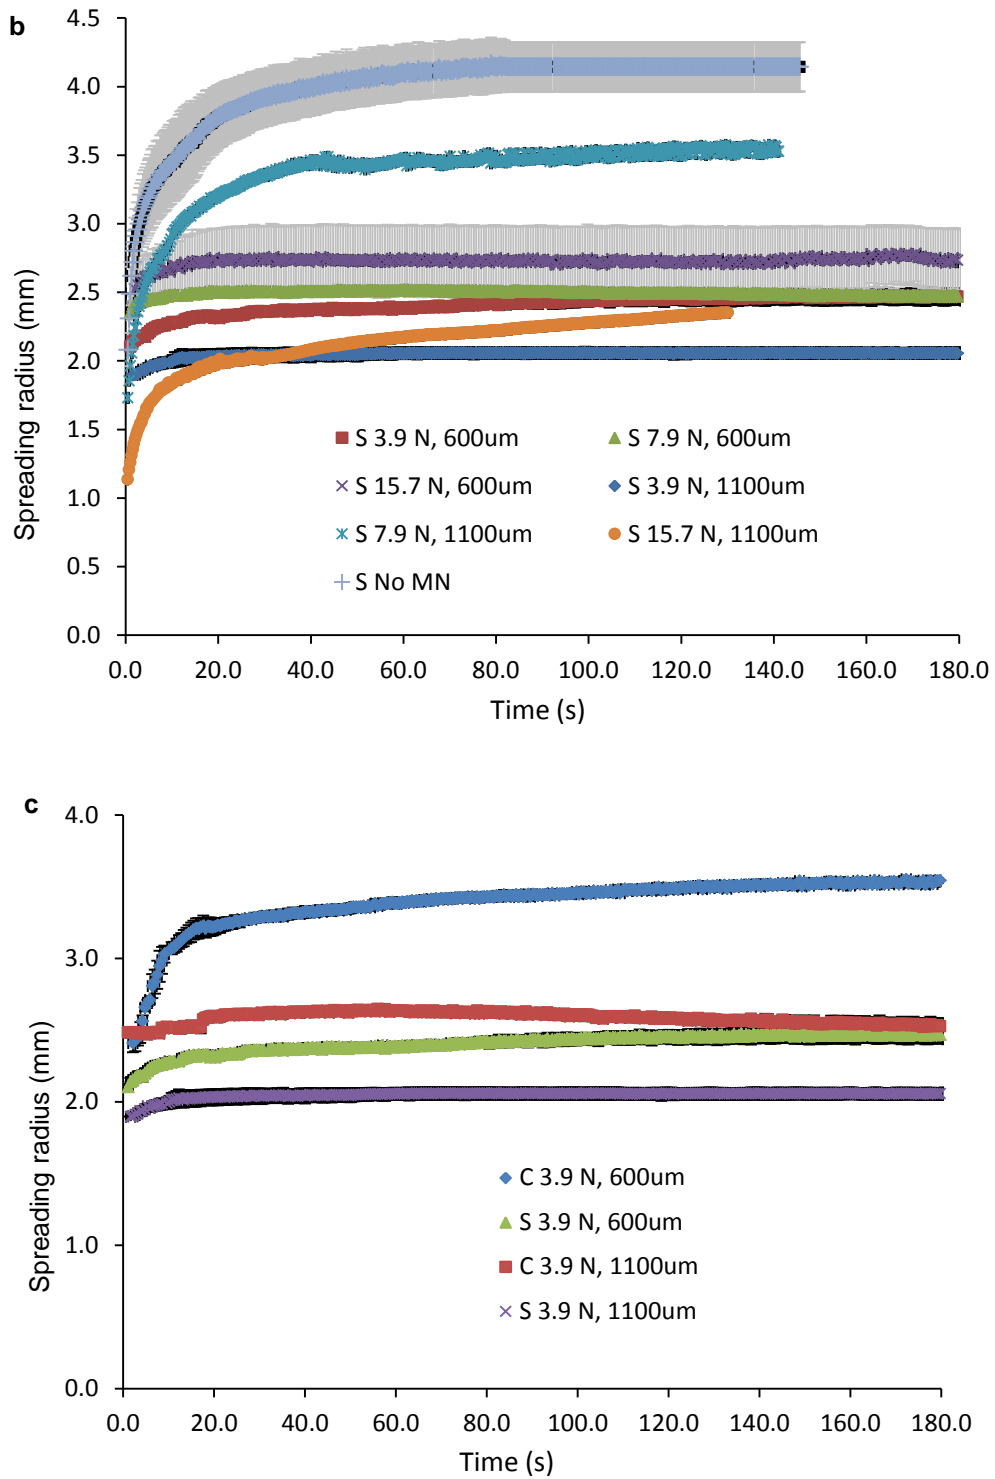 b
4.5
4.0
3.5
3.0
2.5
2.0
1.5
1.0
0.5
0.0
Spreading radius (mm)
S 3.9 N, 600um
S 7.9 N, 600um
S 15.7 N, 600um
S 3.9 N, 1100um
S 7.9 N, 1100um
S 15.7 N, 1100um
S No MN
0.0 20.0 40.0 60.0 80.0 100.0 120.0 140.0 160.0 180.0
Time (s)
c
4.0
3.0
2.0
1.0
0.0
Spreading radius (mm)
C 3.9 N, 600um
S 3.9 N, 600um
C 3.9 N, 1100um
S 3.9 N, 1100um
0.0 20.0 40.0 60.0 80.0 100.0 120.0 140.0 160.0 180.0
Time (s)